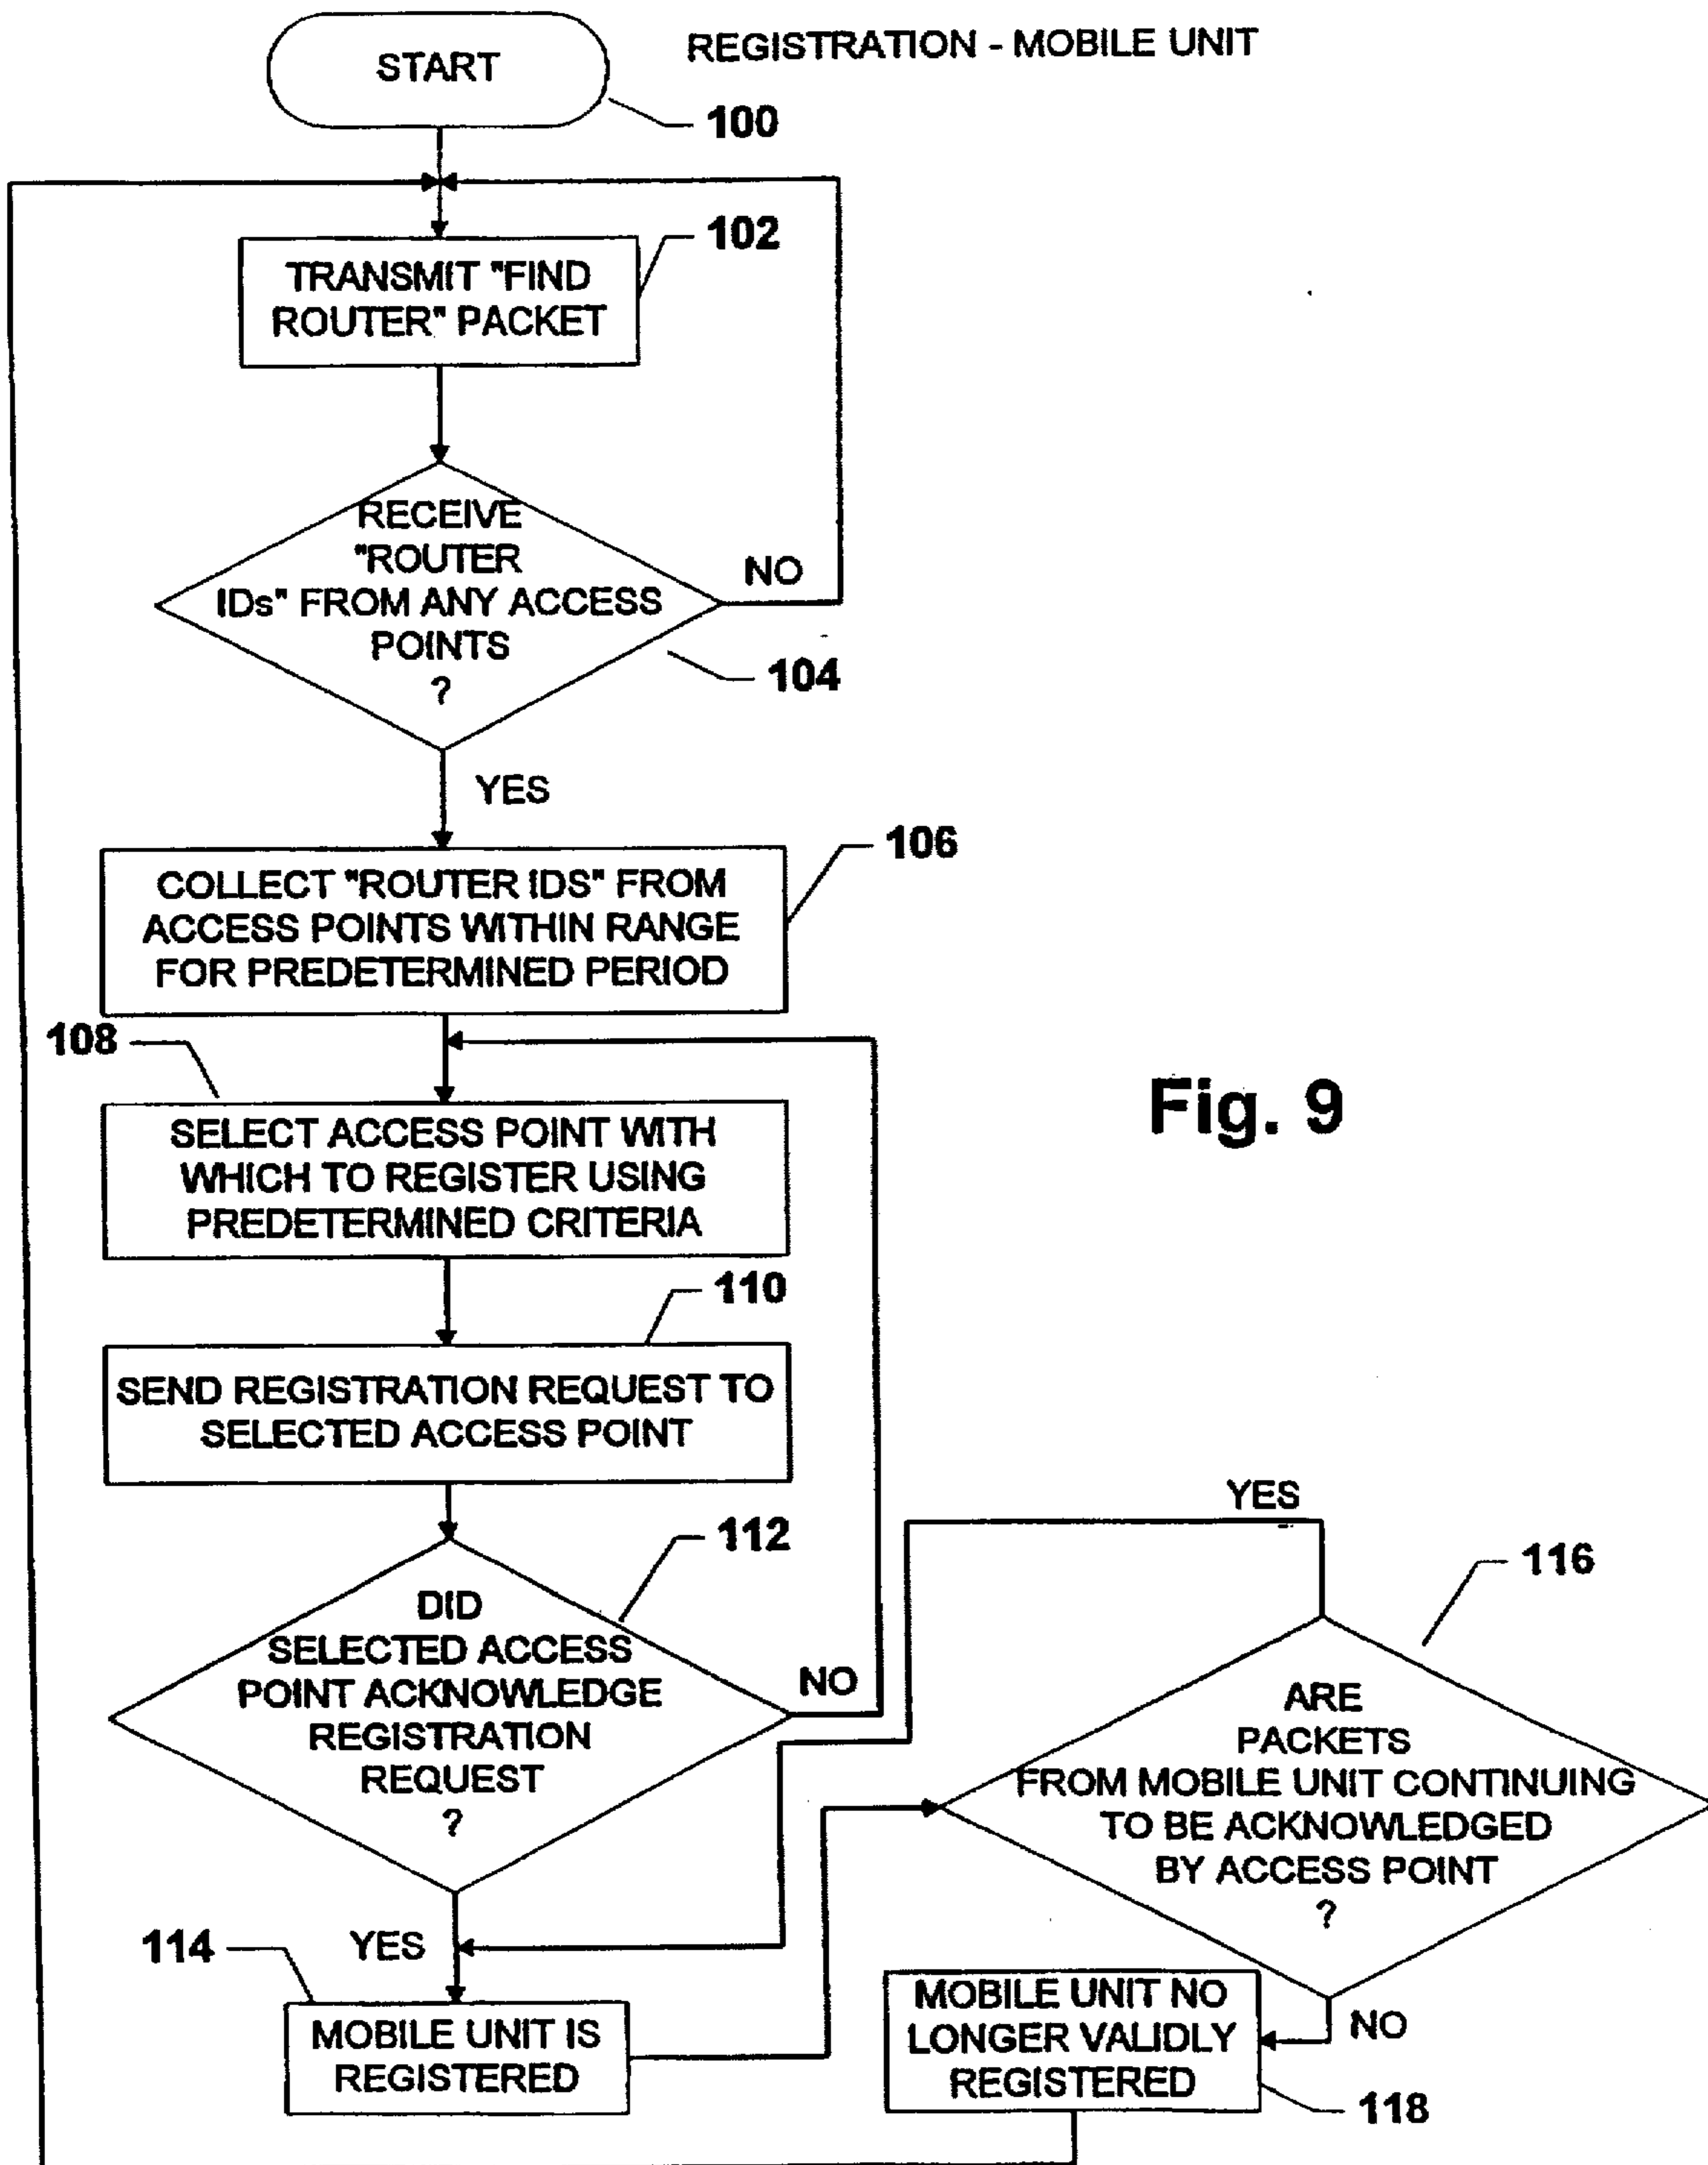 REGISTRATION - MOBILE UNIT
START
100
102
TRANSMIT "FIND
ROUTER" PACKET
RECEIVE
"ROUTER
IDs" FROM ANY ACCESS
POINTS
?
NO
104
YES
106
COLLECT "ROUTER IDS" FROM
ACCESS POINTS WITHIN RANGE
FOR PREDETERMINED PERIOD
108
SELECT ACCESS POINT WITH
WHICH TO REGISTER USING
PREDETERMINED CRITERIA
Fig. 9
110
SEND REGISTRATION REQUEST TO
SELECTED ACCESS POINT
112
DID
SELECTED ACCESS
POINT ACKNOWLEDGE
REGISTRATION
REQUEST
?
NO
YES
YES
116
ARE
PACKETS
FROM MOBILE UNIT CONTINUING
TO BE ACKNOWLEDGED
BY ACCESS POINT
?
114
MOBILE UNIT IS
REGISTERED
NO
MOBILE UNIT NO
LONGER VALIDLY
REGISTERED
118